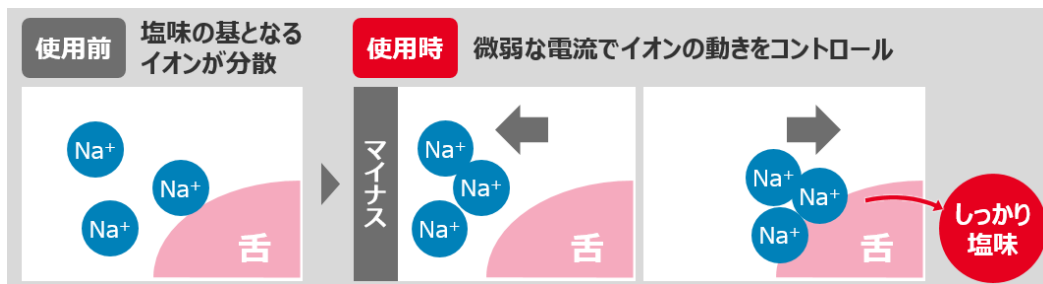 使用前
塩味の基となる
イオンが分散
使用時
微弱な電流でイオンの動きをコントロール
Na⁺
Na⁺
Na⁺
舌
マイナス
Na⁺
Na⁺
Na⁺
舌
Na⁺
Na⁺
Na⁺
舌
しっかり
塩味